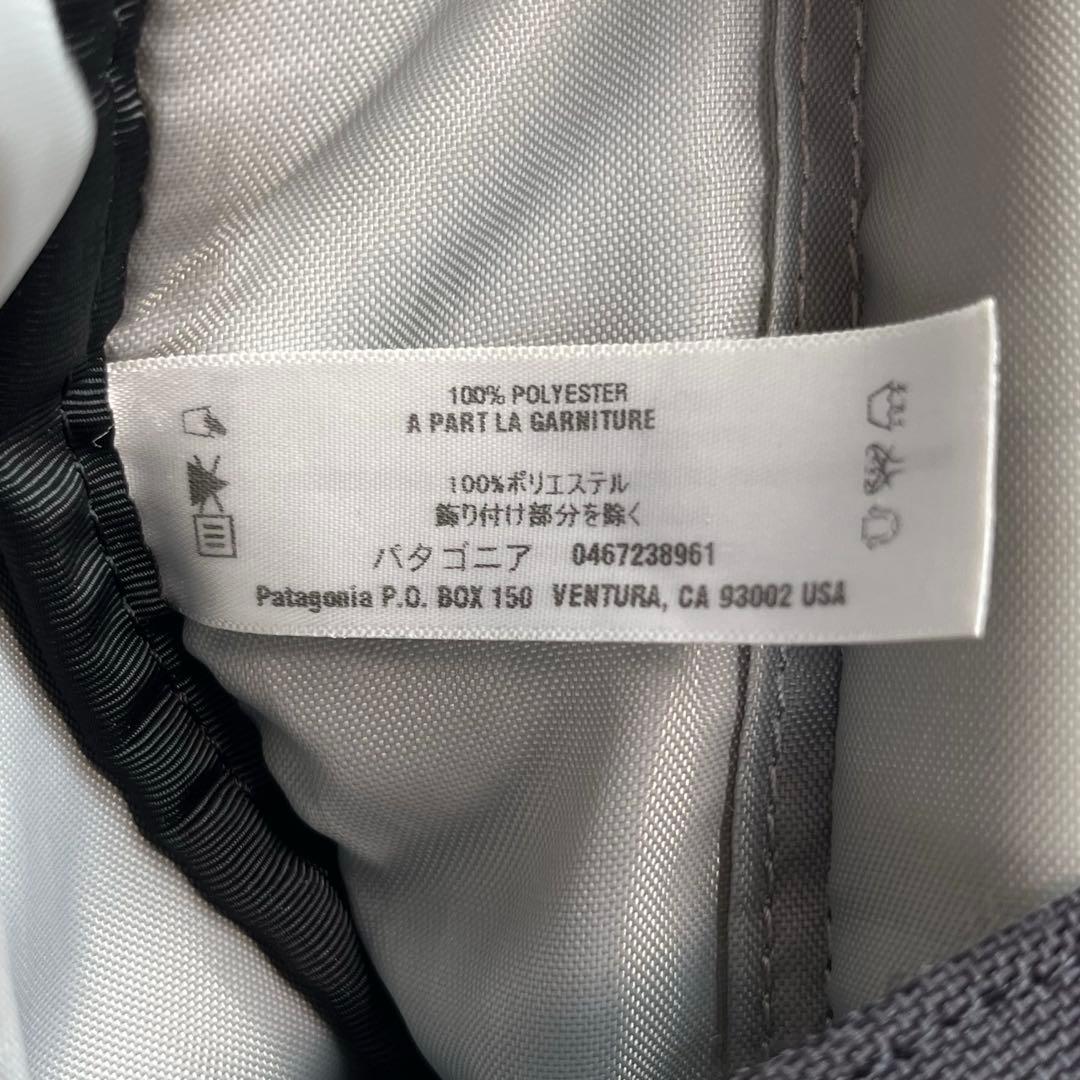 100% POLYESTER
A PART LA GARNITURE
100%ポリエステル
飾り付け部分を除く
パタゴニア 0467238961
Patagonia P.O. BOX 150 VENTURA, CA 93002 USA